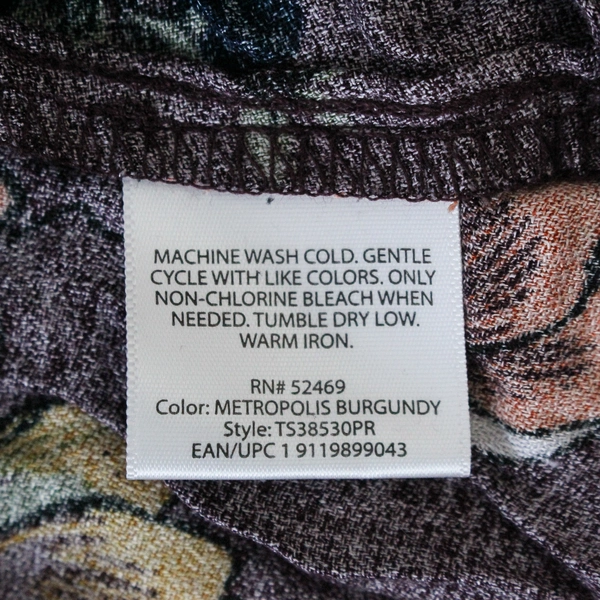 MACHINE WASH COLD. GENTLE
CYCLE WITH LIKE COLORS. ONLY
NON-CHLORINE BLEACH WHEN
NEEDED. TUMBLE DRY LOW.
WARM IRON.
RN# 52469
Color: METROPOLIS BURGUNDY
Style: TS38530PR
EAN/UPC 1 9119899043